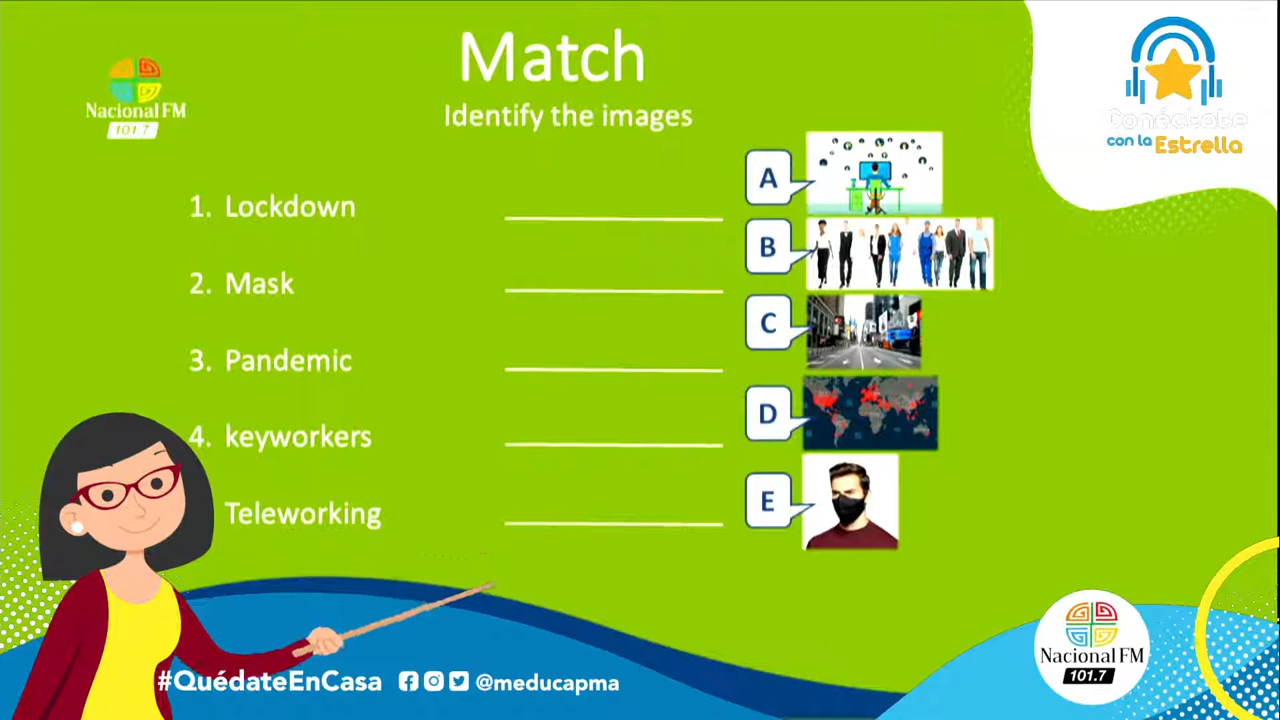 Match
Identify the images
Nacional FM
101.7
Conéctate
con la Estrella
1. Lockdown
2. Mask
3. Pandemic
4. keyworkers
Teleworking
A
B
C
D
E
#QuédateEnCasa @meducapma
Nacional FM
101.7